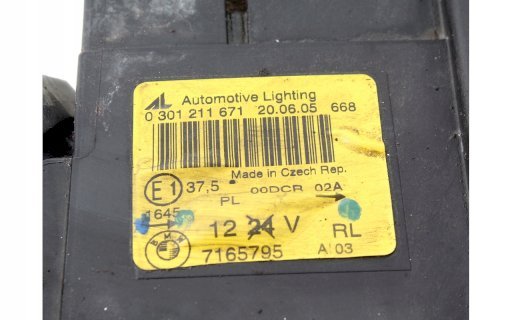 AL Automotive Lighting
0 301 211 671 20.06.05 668
Made in Czech Rep.
E1 37,5 00DCR 02A
PL
1645
12 24 V RL
BMW 7165795 A 03